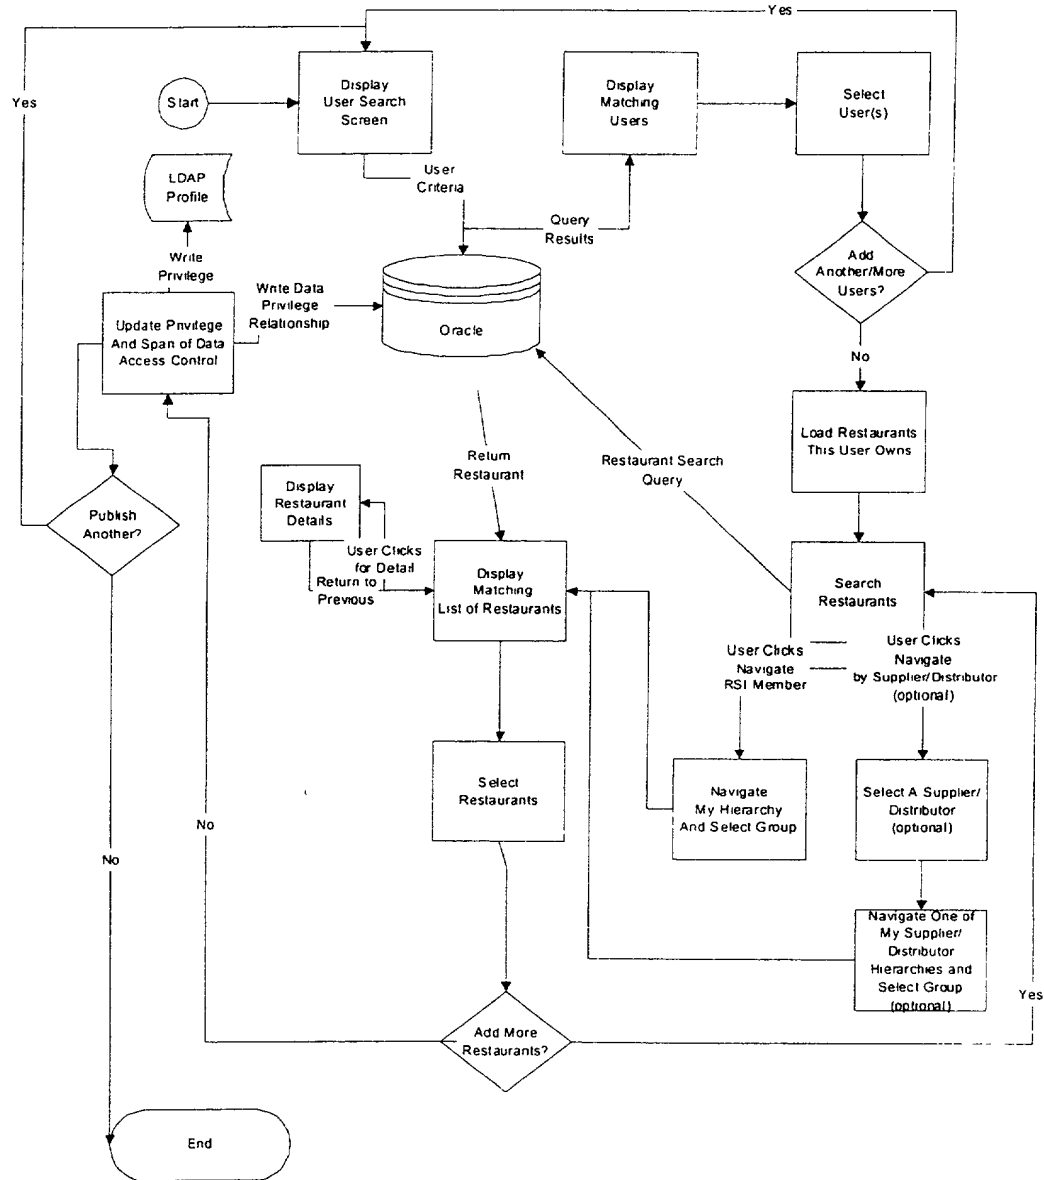 Yes
Yes
Start
Display
User Search
Screen
Display
Matching
Users
Select
User(s)
LDAP
Profile
User
Criteria
Query
Results
Write
Privilege
Add
Another/More
Users?
Write Data
Privilege
Relationship
Update Privilege
And Span of Data
Access Control
Oracle
No
Load Restaurants
This User Owns
Return
Restaurant
Restaurant Search
Query
Publish
Another?
Display
Restaurant
Details
User Clicks
for Detail
Return to
Previous
Display
Matching
List of Restaurants
Search
Restaurants
User Clicks
Navigate
RSI Member
User Clicks
Navigate
by Supplier/Distributor
(optional)
Select
Restaurants
Navigate
My Hierarchy
And Select Group
Select A Supplier/
Distributor
(optional)
No
No
Navigate One of
My Supplier/
Distributor
Hierarchies and
Select Group
(optional)
Yes
Add More
Restaurants?
End